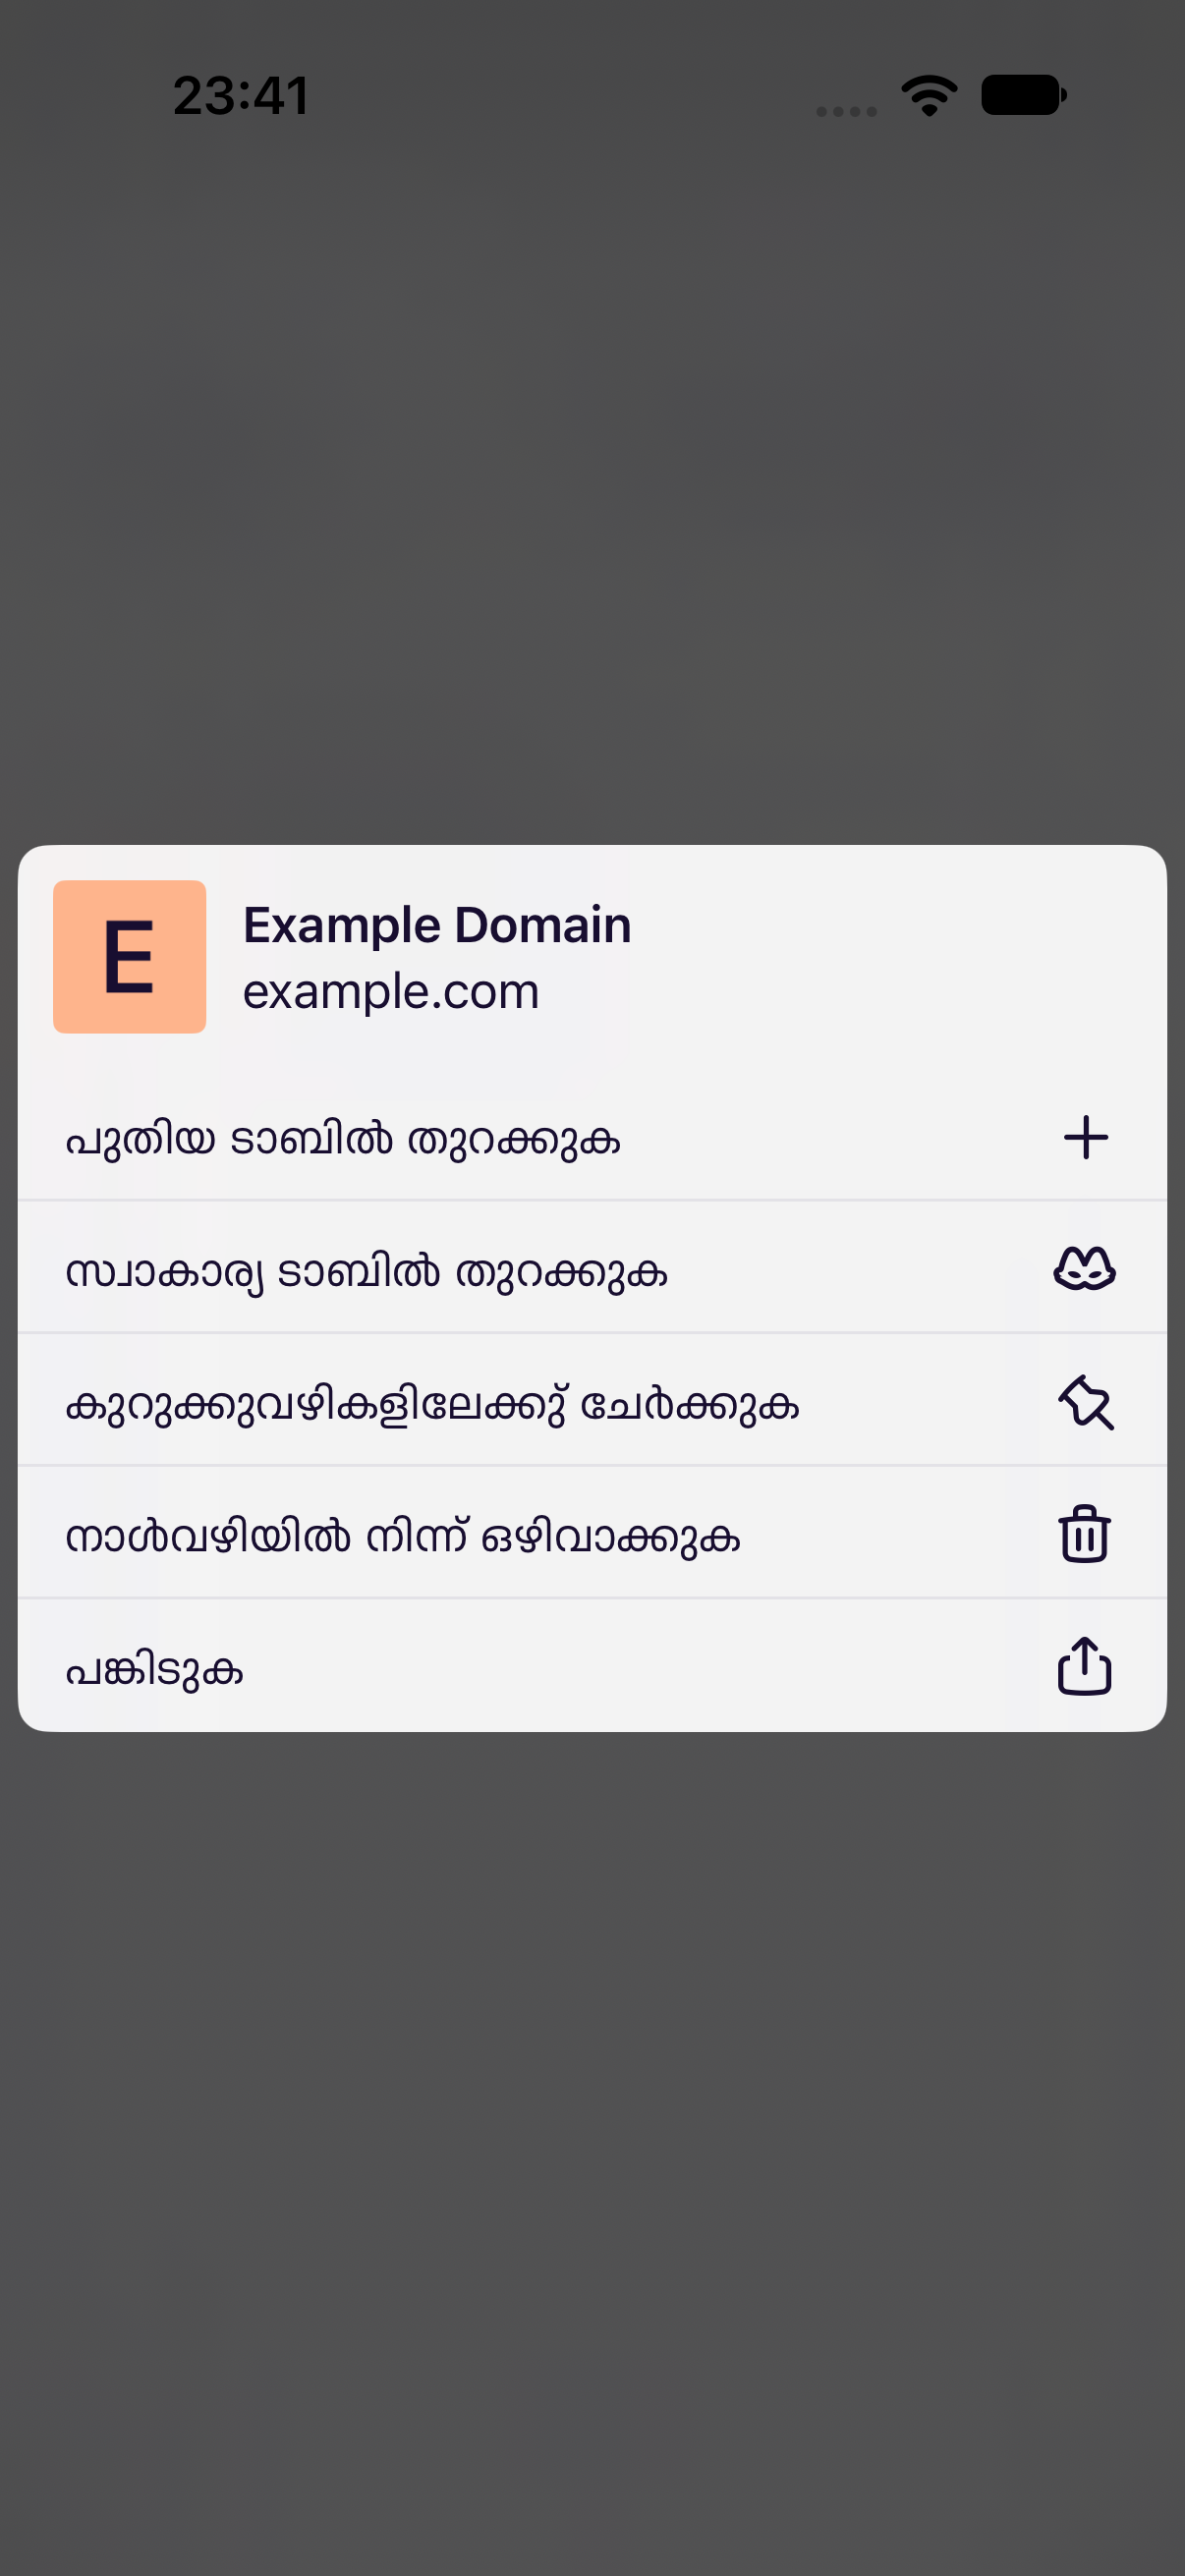 23:41
E
Example Domain
example.com
പുതിയ ടാബിൽ തുറക്കുക
സ്വകാര്യ ടാബിൽ തുറക്കുക
കുറുക്കുവഴികളിലേക്കു് ചേർക്കുക
നാൾവഴിയിൽ നിന്ന് ഒഴിവാക്കുക
പങ്കിടുക